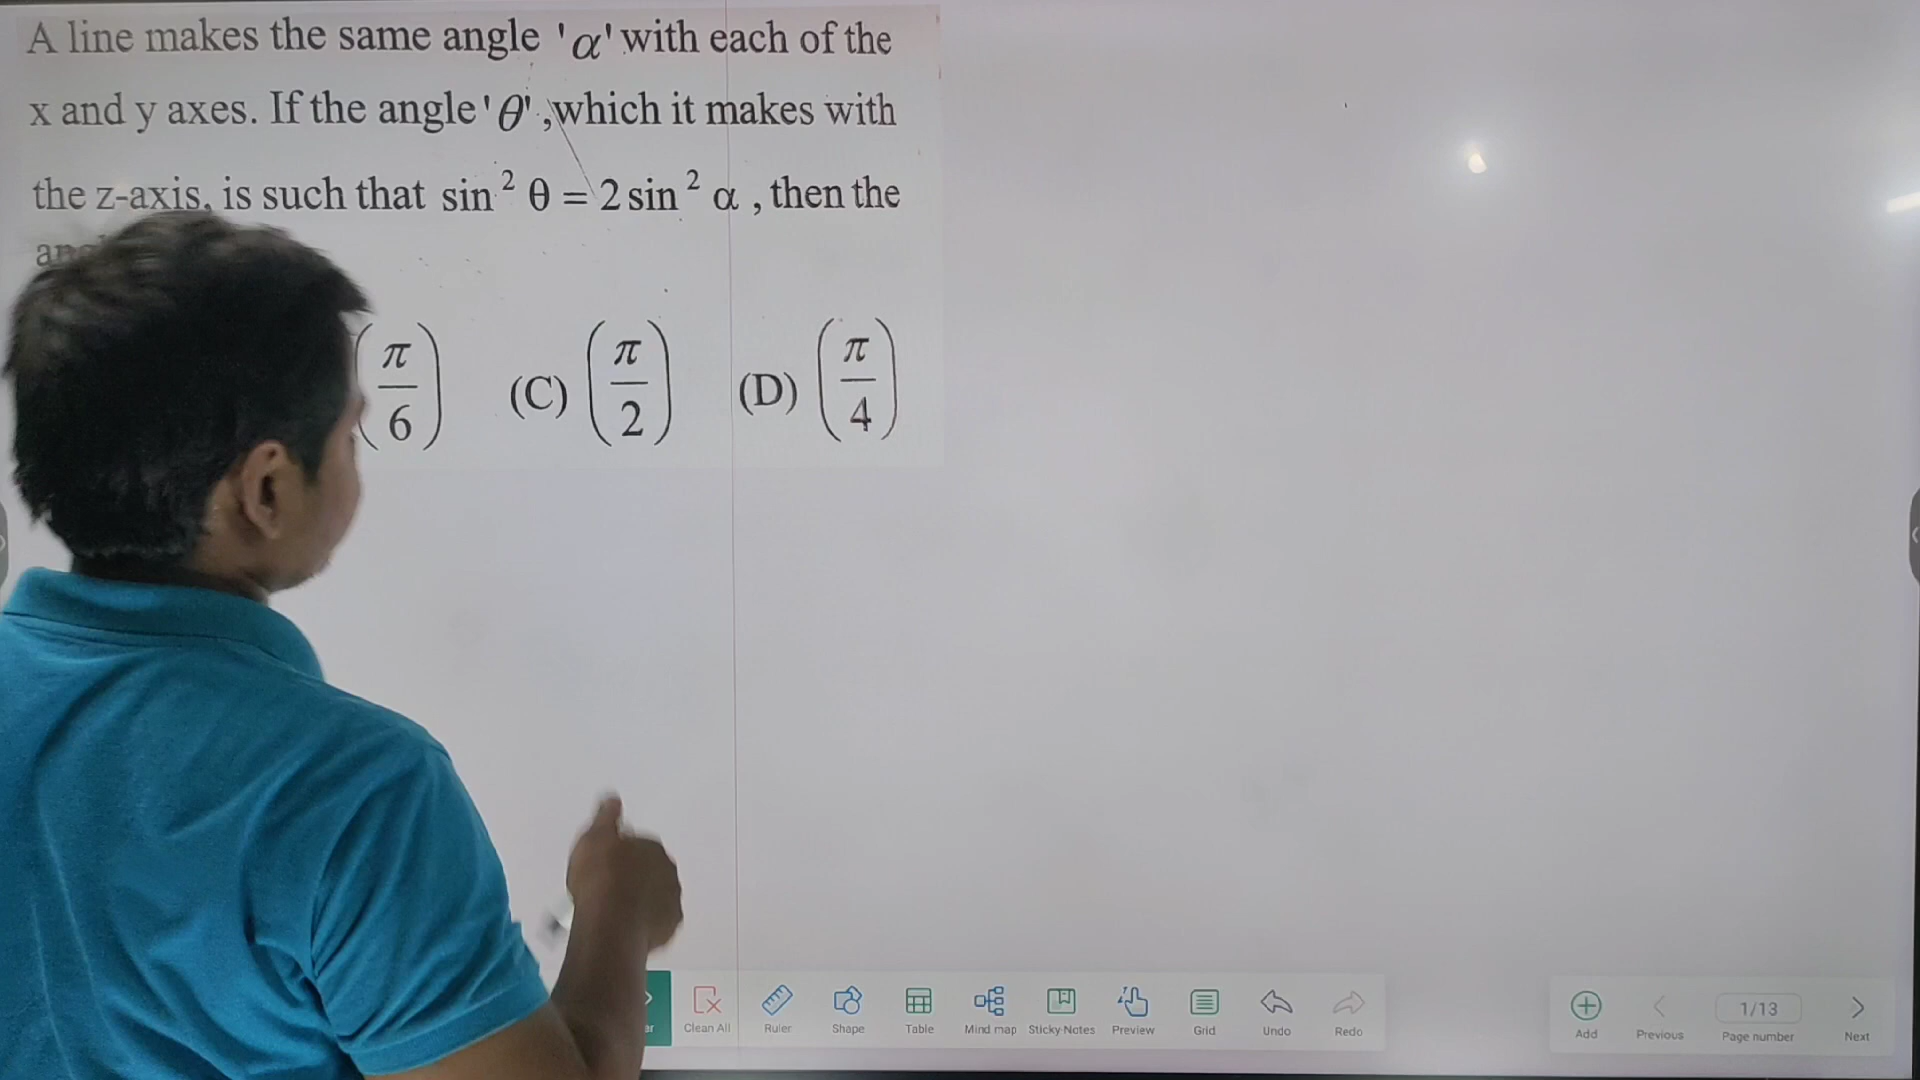 A line makes the same angle 'α' with each of the
x and y axes. If the angle 'θ', which it makes with
the z-axis, is such that sin² θ = 2 sin² α , then the
(π/6) (C) (π/2) (D) (π/4)
Clean All Ruler Shape Table Mind map Sticky Notes Preview Grid Undo Redo
Add Previous 1/13 Page number Next